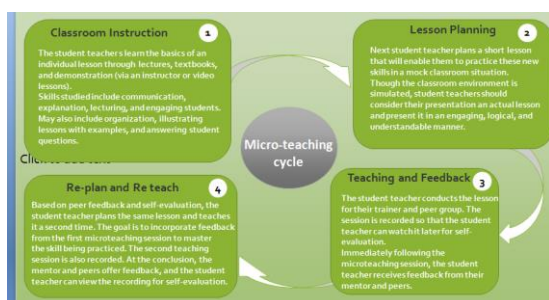 Classroom Instruction
1
The student teachers learn the basics of an
individual lesson through lectures, textbooks,
and demonstration (via an instructor or video
lessons).
Skills studied include communication,
explanation, lecturing, and engaging students.
May also include organization, illustrating
lessons with examples, and answering student
questions.
Lesson Planning
2
Next student teacher plans a short lesson
that will enable them to practice these new
skills in a mock classroom situation.
Though the classroom environment is
simulated, student teachers should
consider their presentation an actual lesson
and present it in an engaging, logical, and
understandable manner.
Micro-teaching
cycle
Teaching and Feedback
3
The student teacher conducts the lesson
for their trainer and peer group. The
session is recorded so that the student
teacher can watch it later for self-
evaluation.
Immediately following the
microteaching session, the student
teacher receives feedback from their
mentor and peers.
Re-plan and Re teach
4
Based on peer feedback and self-evaluation, the
student teacher plans the same lesson and teaches
it a second time. The goal is to incorporate feedback
from the first microteaching session to master
the skill being practiced. The second teaching
session is also recorded. At the conclusion, the
mentor and peers offer feedback, and the student
teacher can view the recording for self-evaluation.